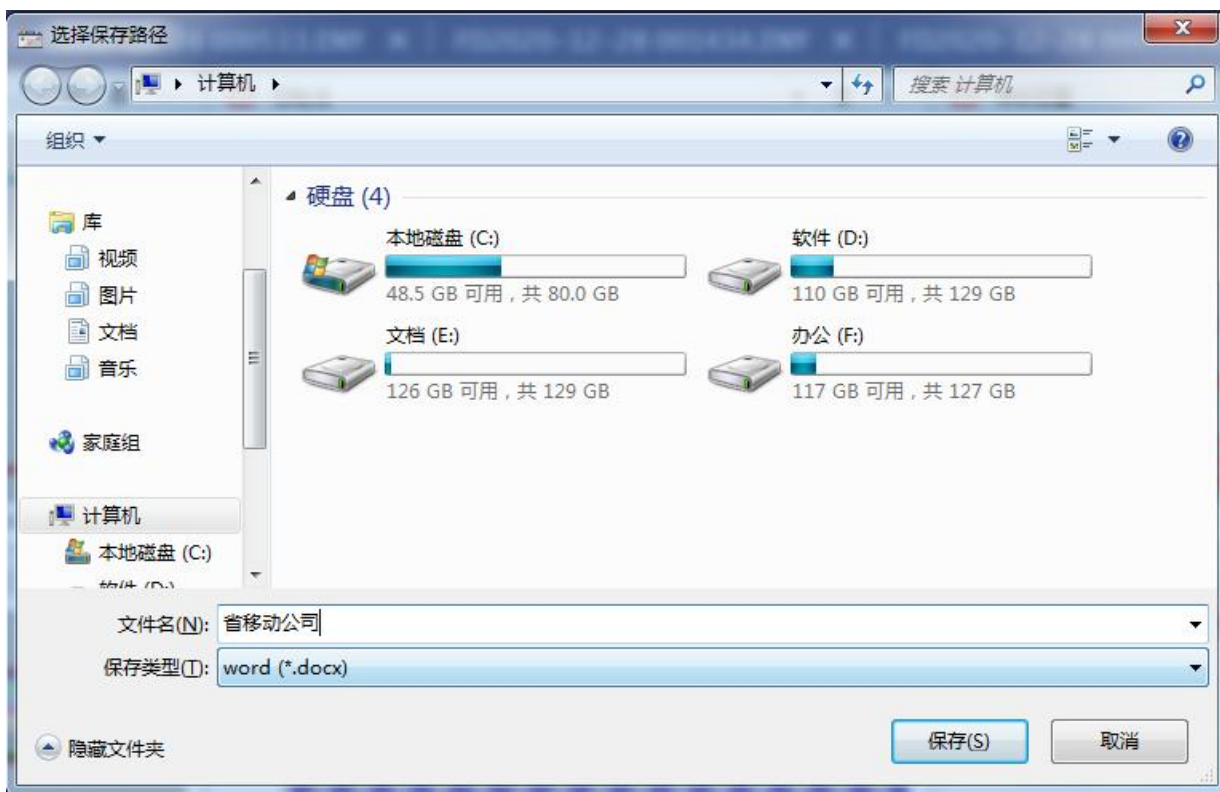 选择保存路径
计算机
搜索 计算机
组织
硬盘 (4)
库
视频
图片
文档
音乐
家庭组
计算机
本地磁盘 (C:)
软件 (D:)
本地磁盘 (C:)
48.5 GB 可用，共 80.0 GB
软件 (D:)
110 GB 可用，共 129 GB
文档 (E:)
126 GB 可用，共 129 GB
办公 (F:)
117 GB 可用，共 127 GB
文件名(N): 省移动公司
保存类型(T): word (*.docx)
隐藏文件夹
保存(S)
取消